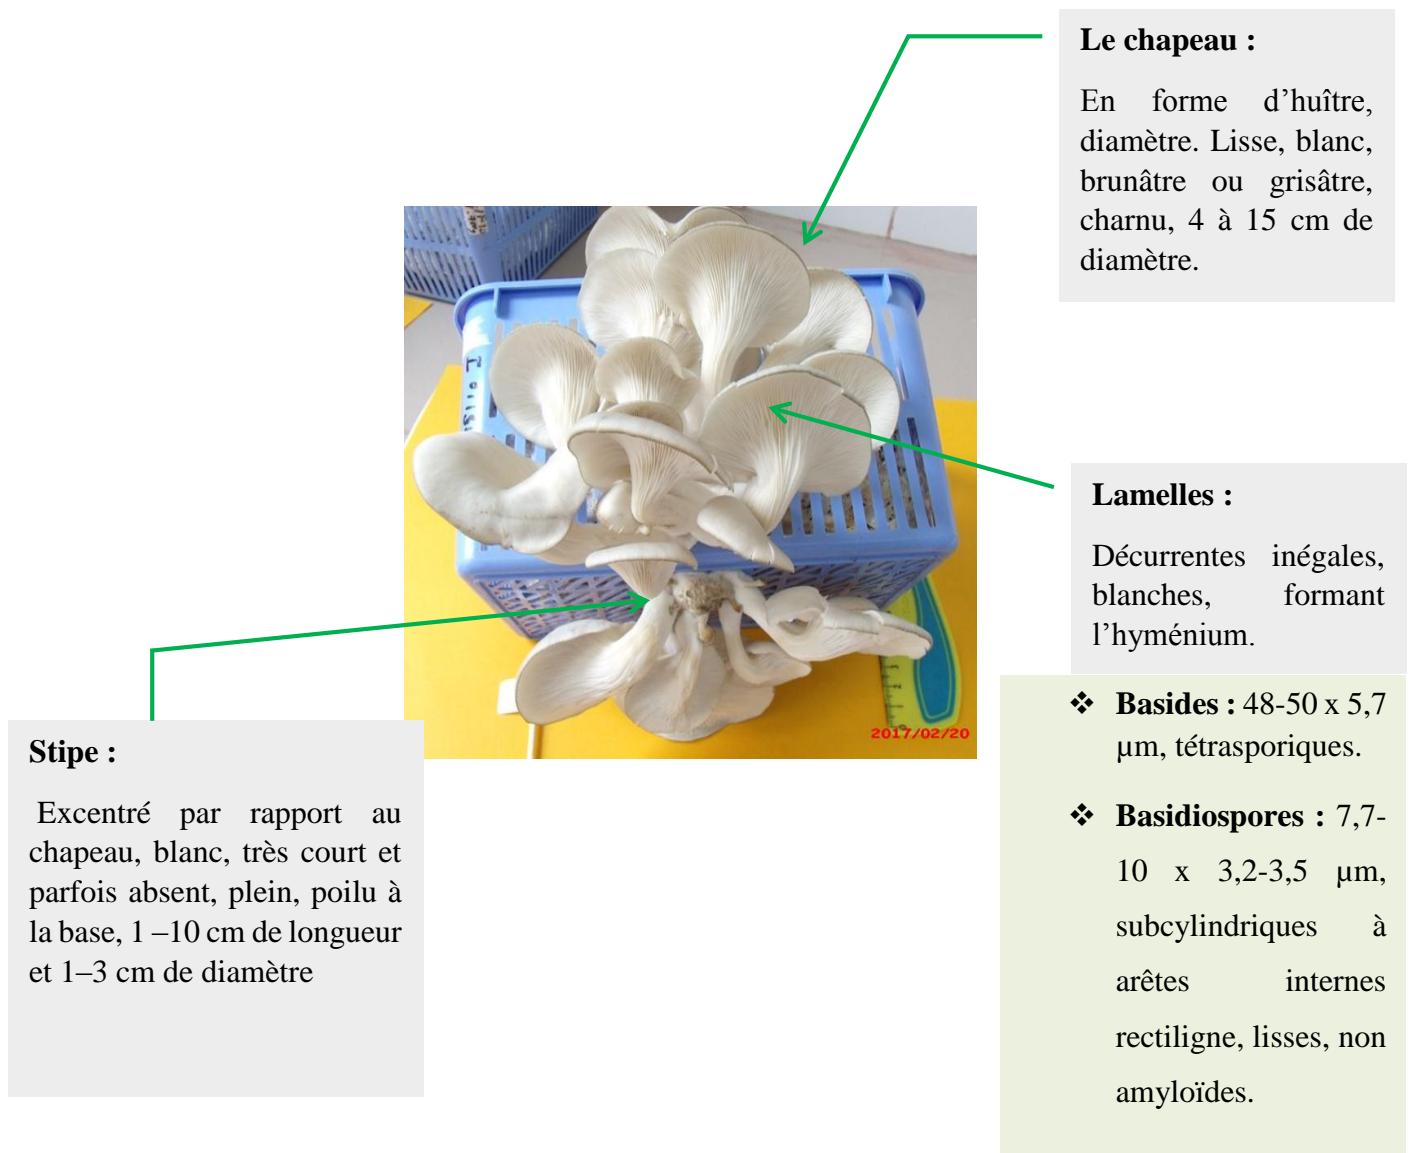 Le chapeau :
En forme d’huître,
diamètre. Lisse, blanc,
brunâtre ou grisâtre,
charnu, 4 à 15 cm de
diamètre.
Lamelles :
Décurrentes inégales,
blanches, formant
l’hyménium.
❖ Basides : 48-50 x 5,7
µm, tétrasporiques.
❖ Basidiospores : 7,7-
10 x 3,2-3,5 µm,
subcylindriques à
arêtes internes
rectiligne, lisses, non
amyloïdes.
2017/02/20
Stipe :
Excentré par rapport au
chapeau, blanc, très court et
parfois absent, plein, poilu à
la base, 1 –10 cm de longueur
et 1–3 cm de diamètre